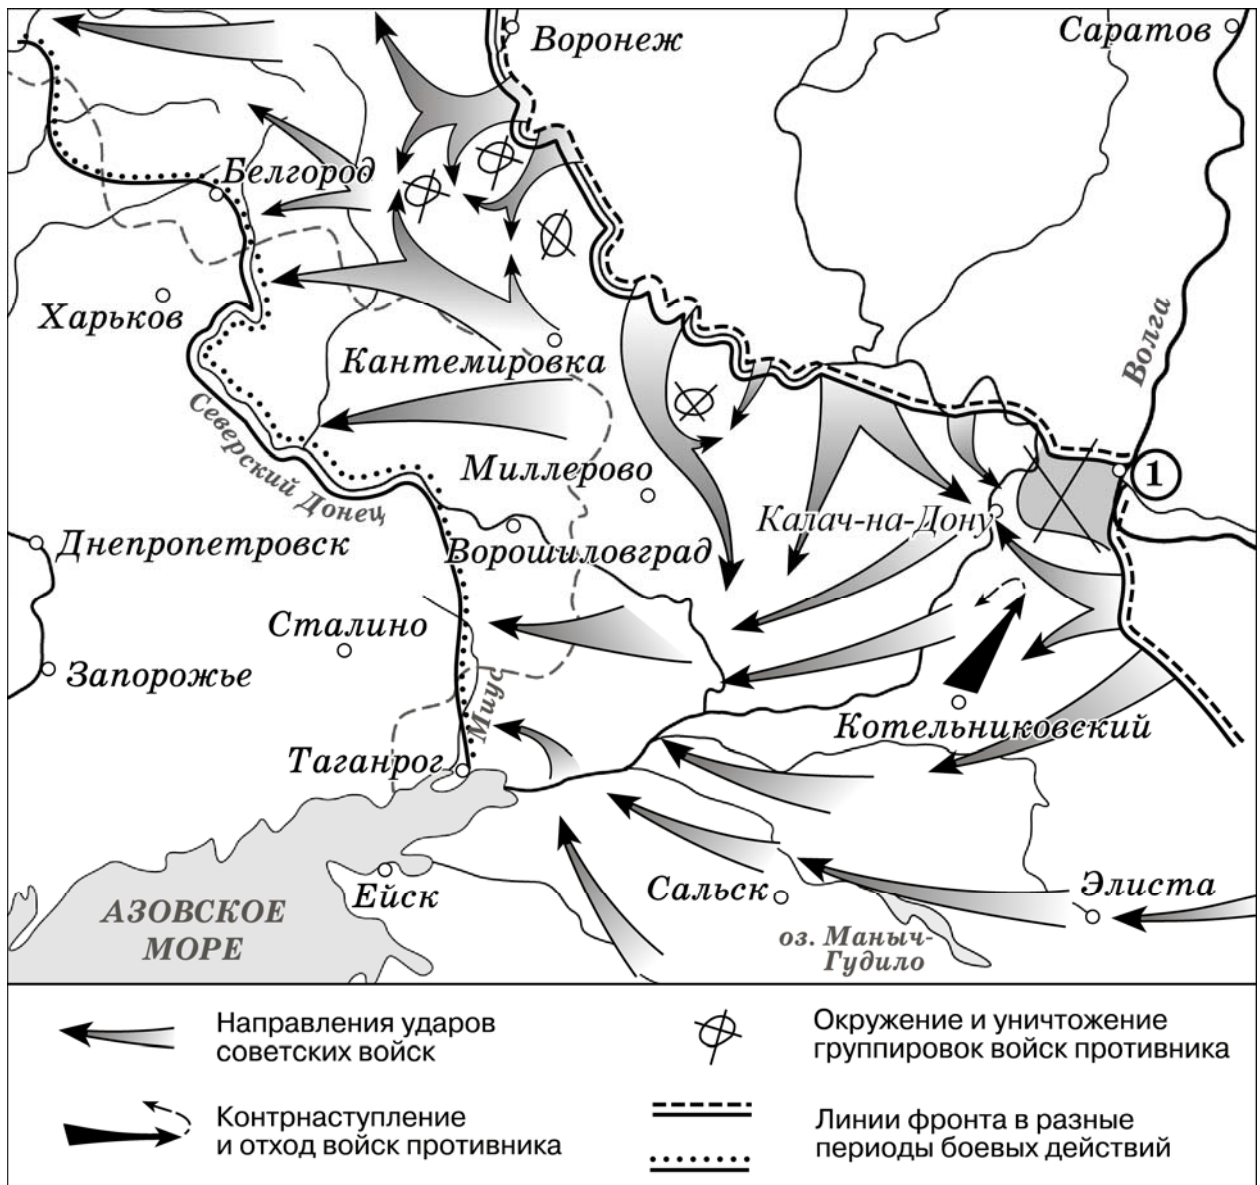 Воронеж
Саратов
Белгород
Волга
Харьков
Кантемировка
Северский Донец
Миллерово
1
Калач-на-Дону
Днепропетровск
Ворошиловград
Сталино
Запорожье
Миус
Котельниковский
Таганрог
Ейск
Сальск
Элиста
АЗОВСКОЕ
МОРЕ
оз. Маныч-
Гудило
Направления ударов
советских войск
Окружение и уничтожение
группировок войск противника
Контрнаступление
и отход войск противника
Линии фронта в разные
периоды боевых действий